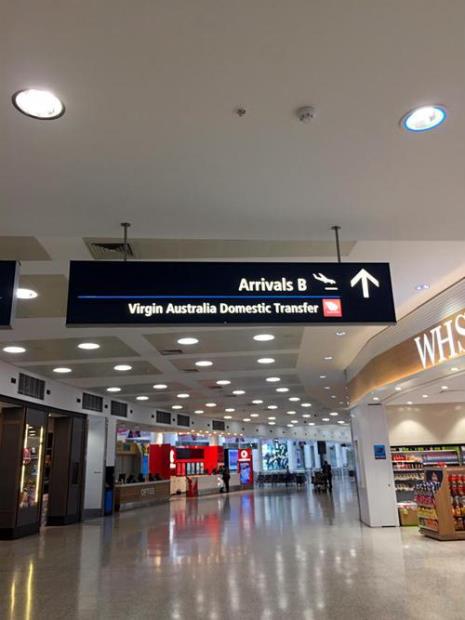 Arrivals B
Virgin Australia Domestic Transfer
WHS